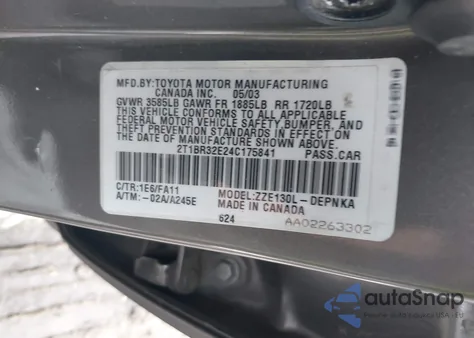 MFD.BY:TOYOTA MOTOR MANUFACTURING
CANADA INC. 05/03
GVWR 3585LB GAWR FR 1885LB RR 1720LB
THIS VEHICLE CONFORMS TO ALL APPLICABLE
FEDERAL MOTOR VEHICLE SAFETY,BUMPER, AND
THEFT PREVENTION STANDARDS IN EFFECT ON
THE DATE OF MANUFACTURE SHOWN ABOVE.
2T1BR32E24C175841 PASS.CAR
C/TR:1E6/FA11 MODEL:ZZE130L-DEPNKA
A/TM:-02A/A245E MADE IN CANADA
624 AA02263302
autoSnap